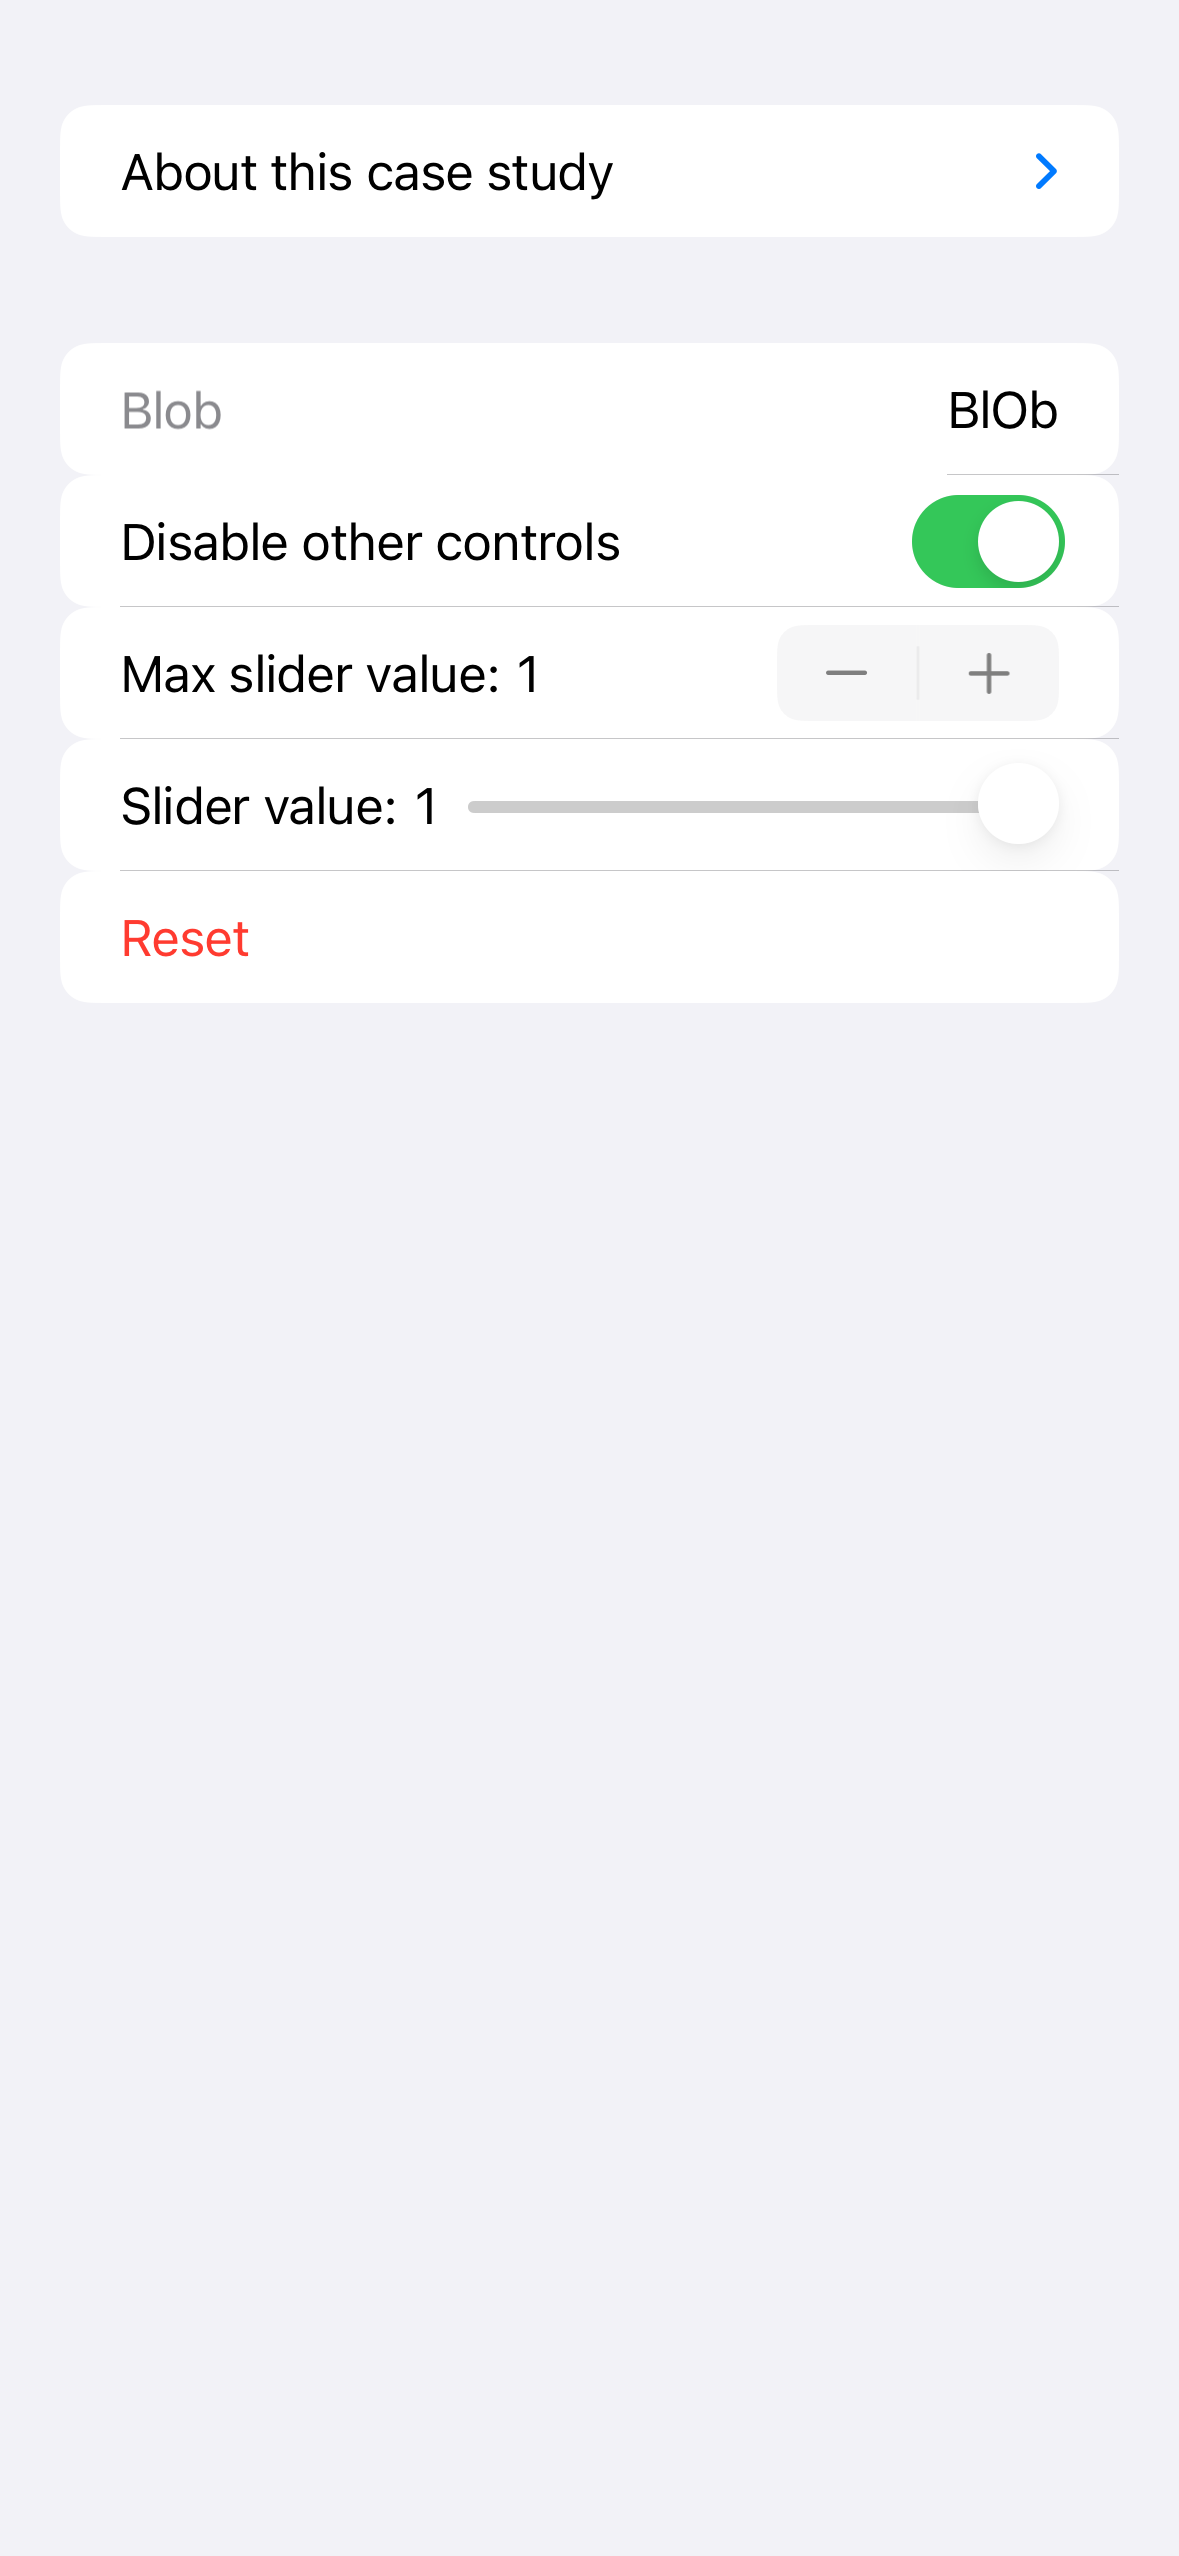 About this case study
Blob BlOb
Disable other controls
Max slider value: 1
Slider value: 1
Reset